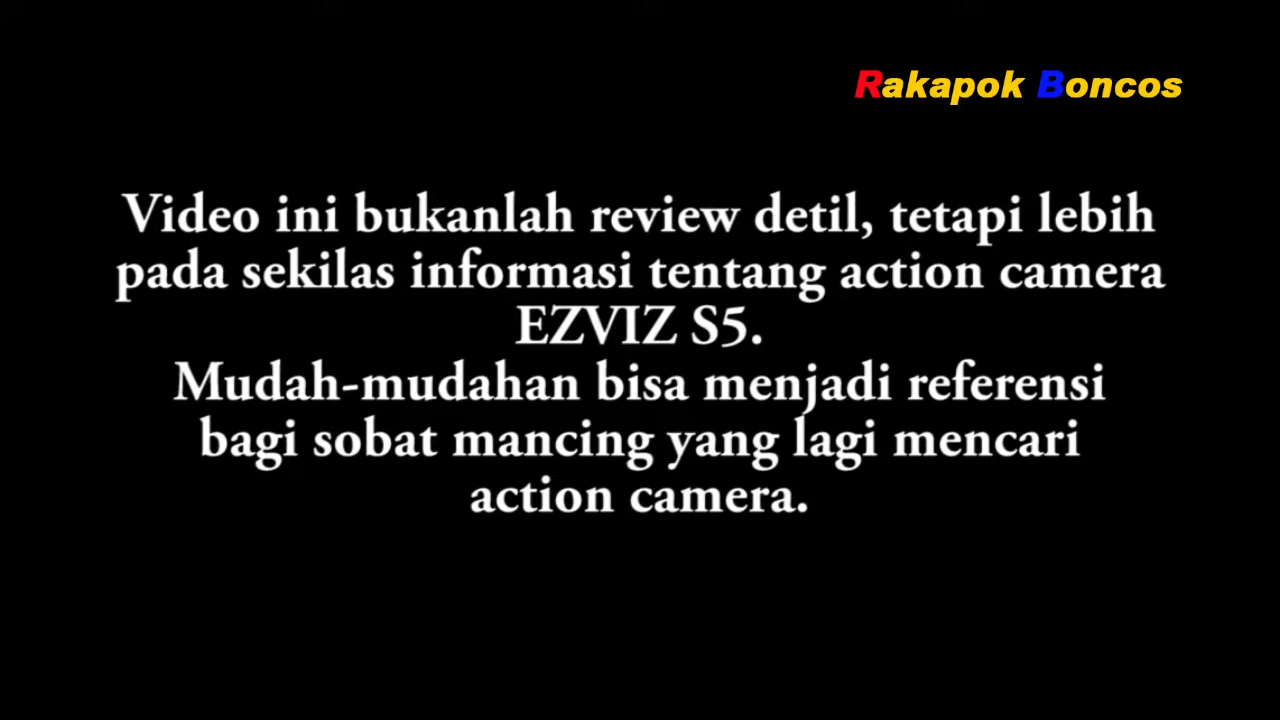 Rakapok Boncos
Video ini bukanlah review detil, tetapi lebih
pada sekilas informasi tentang action camera
EZVIZ S5.
Mudah-mudahan bisa menjadi referensi
bagi sobat mancing yang lagi mencari
action camera.